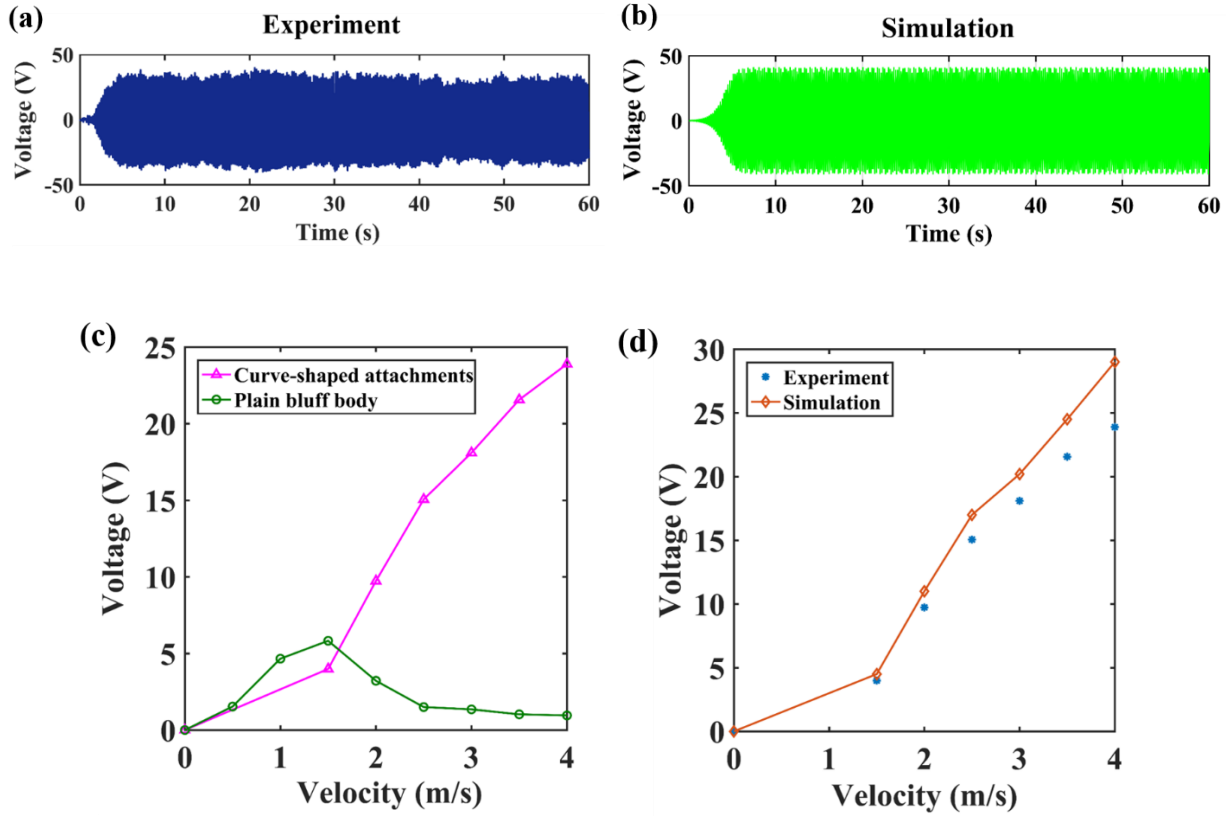 (a)
Experiment
50
0
-50
Voltage (V)
0 10 20 30 40 50 60
Time (s)
(b)
Simulation
50
0
-50
Voltage (V)
0 10 20 30 40 50 60
Time (s)
(c)
25
20
15
10
5
0
Voltage (V)
Curve-shaped attachments
Plain bluff body
0 1 2 3 4
Velocity (m/s)
(d)
30
25
20
15
10
5
0
Voltage (V)
Experiment
Simulation
0 1 2 3 4
Velocity (m/s)